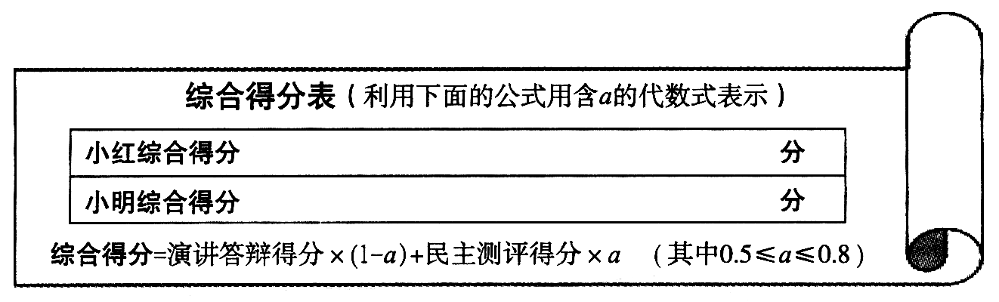 综合得分表（利用下面的公式用含a的代数式表示）
小红综合得分 分
小明综合得分 分
综合得分=演讲答辩得分×(1-a)+民主测评得分×a （其中0.5≤a≤0.8）